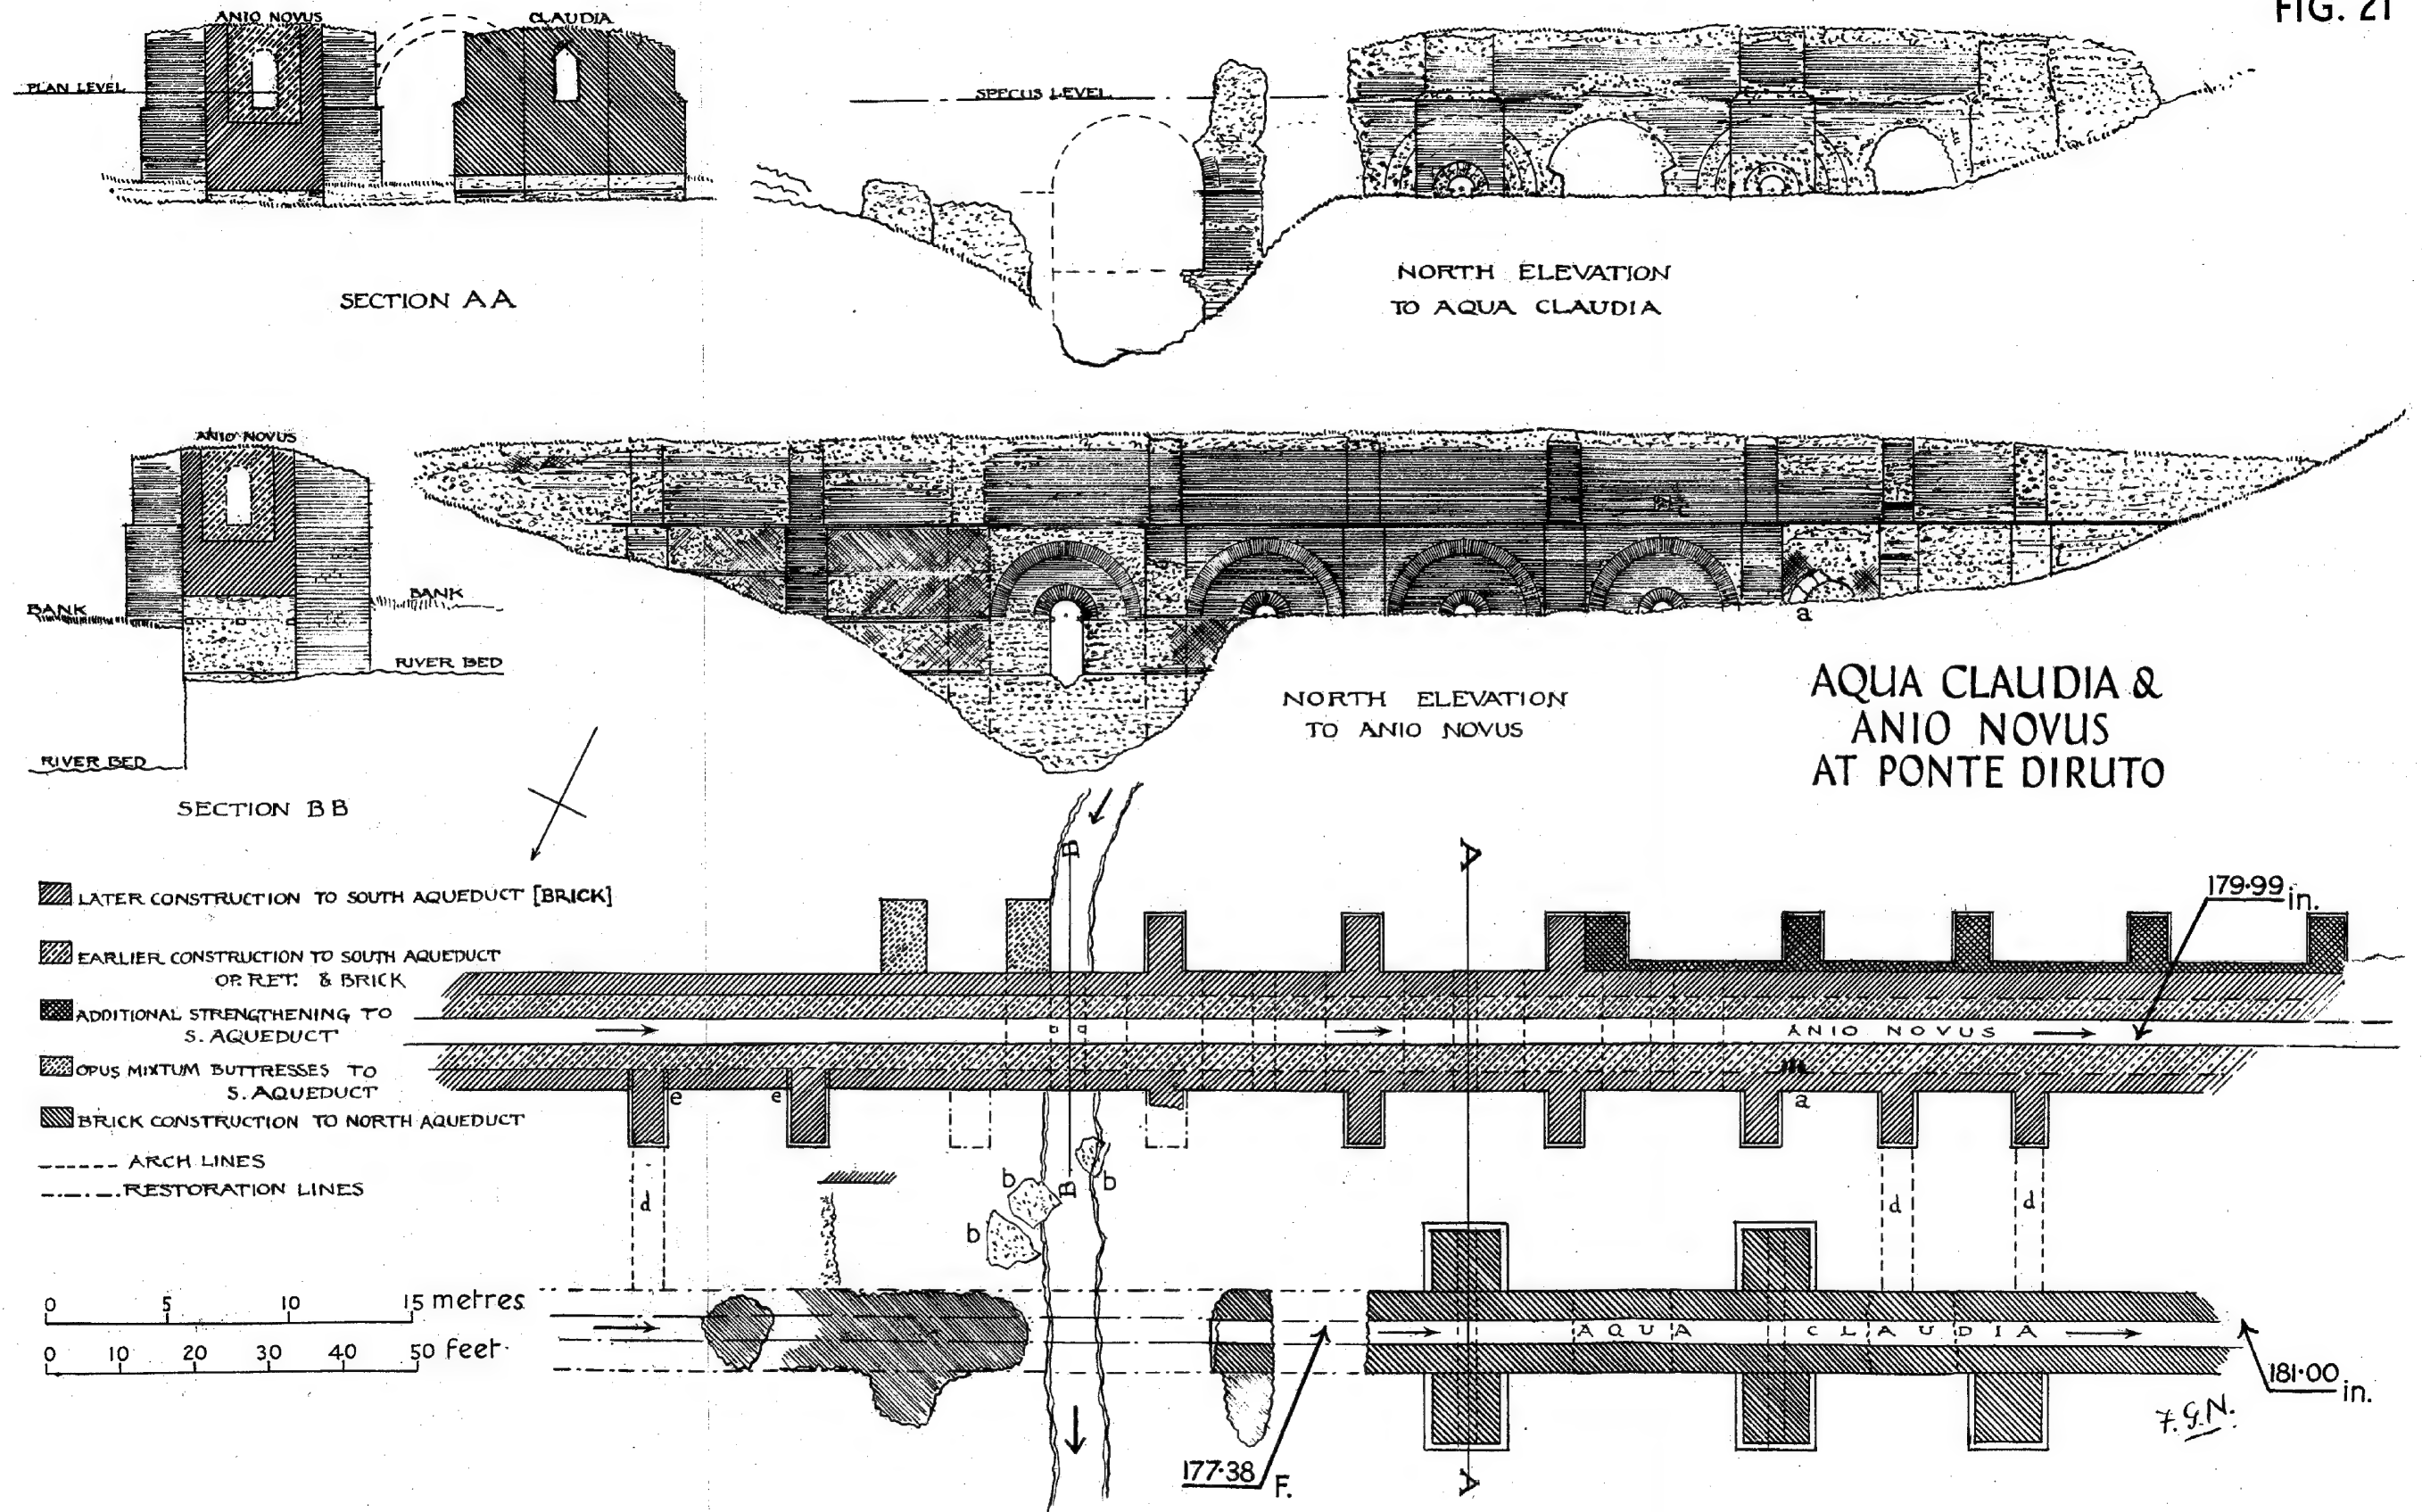 FIG. 21
ANIO NOVUS
CLAUDIA
PLAN LEVEL
SECTION AA
SPECUS LEVEL
NORTH ELEVATION
TO AQUA CLAUDIA
ANIO NOVUS
BANK
BANK
RIVER BED
RIVER BED
SECTION BB
a
NORTH ELEVATION
TO ANIO NOVUS
AQUA CLAUDIA &
ANIO NOVUS
AT PONTE DIRUTO
LATER CONSTRUCTION TO SOUTH AQUEDUCT [BRICK]
EARLIER CONSTRUCTION TO SOUTH AQUEDUCT
OP. RET. & BRICK
ADDITIONAL STRENGTHENING TO
S. AQUEDUCT
OPUS MIXTUM BUTTRESSES TO
S. AQUEDUCT
BRICK CONSTRUCTION TO NORTH AQUEDUCT
ARCH LINES
RESTORATION LINES
B
A
179·99 in.
ANIO NOVUS
m
e
e
a
b
B
b
b
d
d
d
0 5 10 15 metres
0 10 20 30 40 50 feet
AQUA CLAUDIA
181·00 in.
177·38 F.
A
F.G.N.